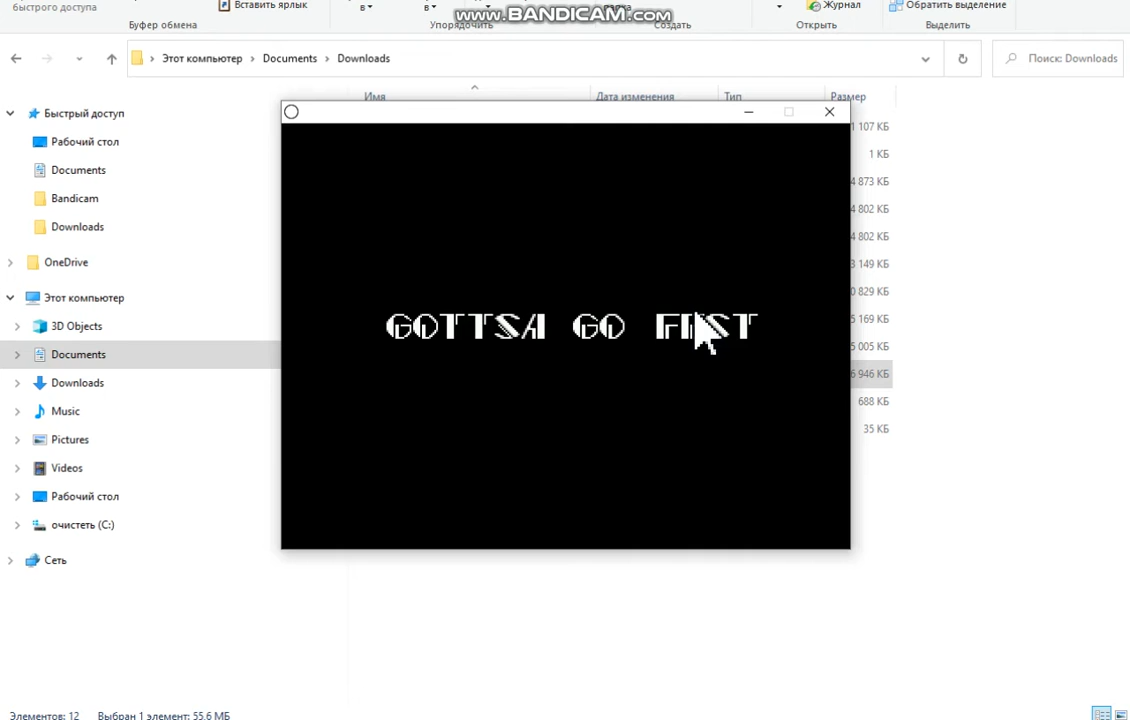 быстрого доступа
Вставить ярлык
в
в
папка
Журнал
Обратить выделение
www.BANDICAM.com
Буфер обмена
Упорядочить
Создать
Открыть
Выделить
Этот компьютер > Documents > Downloads
Поиск: Downloads
Имя
Дата изменения
Тип
Размер
Быстрый доступ
Рабочий стол
Documents
Bandicam
Downloads
OneDrive
Этот компьютер
3D Objects
Documents
Downloads
Music
Pictures
Videos
Рабочий стол
очистеть (C:)
Сеть
1 107 КБ
1 КБ
4 873 КБ
4 802 КБ
4 802 КБ
3 149 КБ
0 829 КБ
5 169 КБ
5 005 КБ
6 946 КБ
688 КБ
35 КБ
GO
Элементов: 12
Выбран 1 элемент: 55.6 МБ